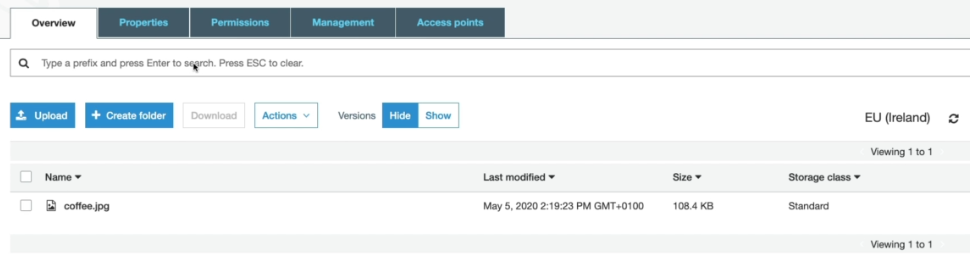 Overview Properties Permissions Management Access points
Type a prefix and press Enter to search. Press ESC to clear.
Upload + Create folder Download Actions Versions Hide Show EU (Ireland)
Viewing 1 to 1
Name Last modified Size Storage class
coffee.jpg May 5, 2020 2:19:23 PM GMT+0100 108.4 KB Standard
Viewing 1 to 1